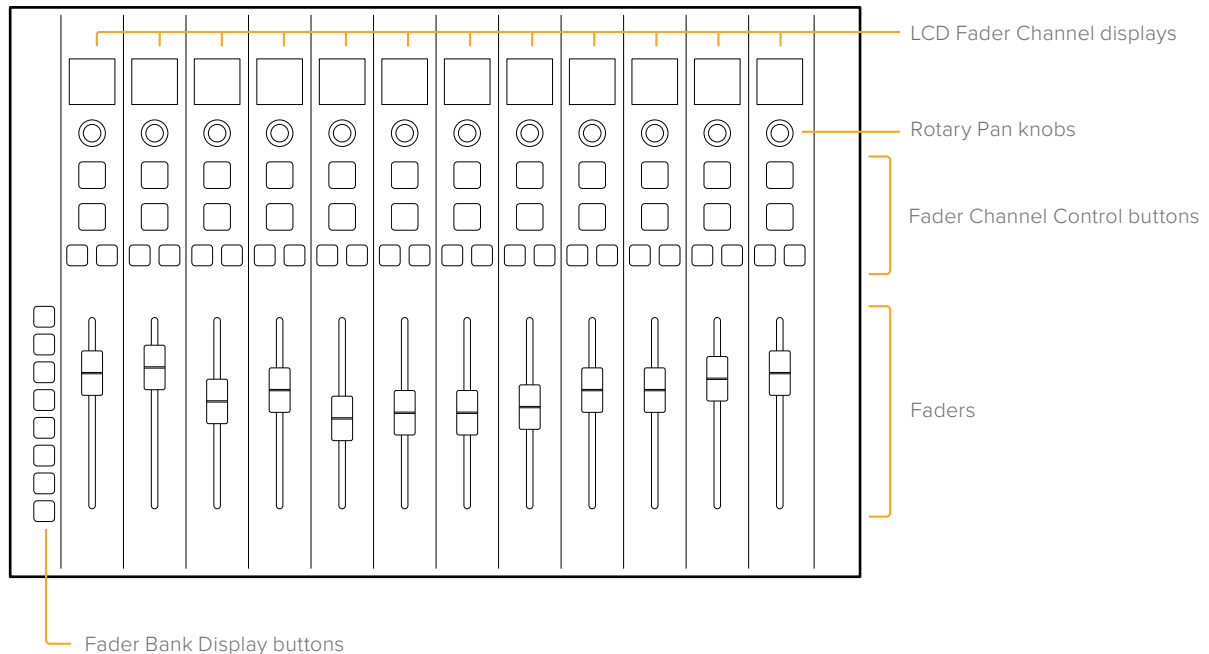 LCD Fader Channel displays
Rotary Pan knobs
Fader Channel Control buttons
Faders
Fader Bank Display buttons